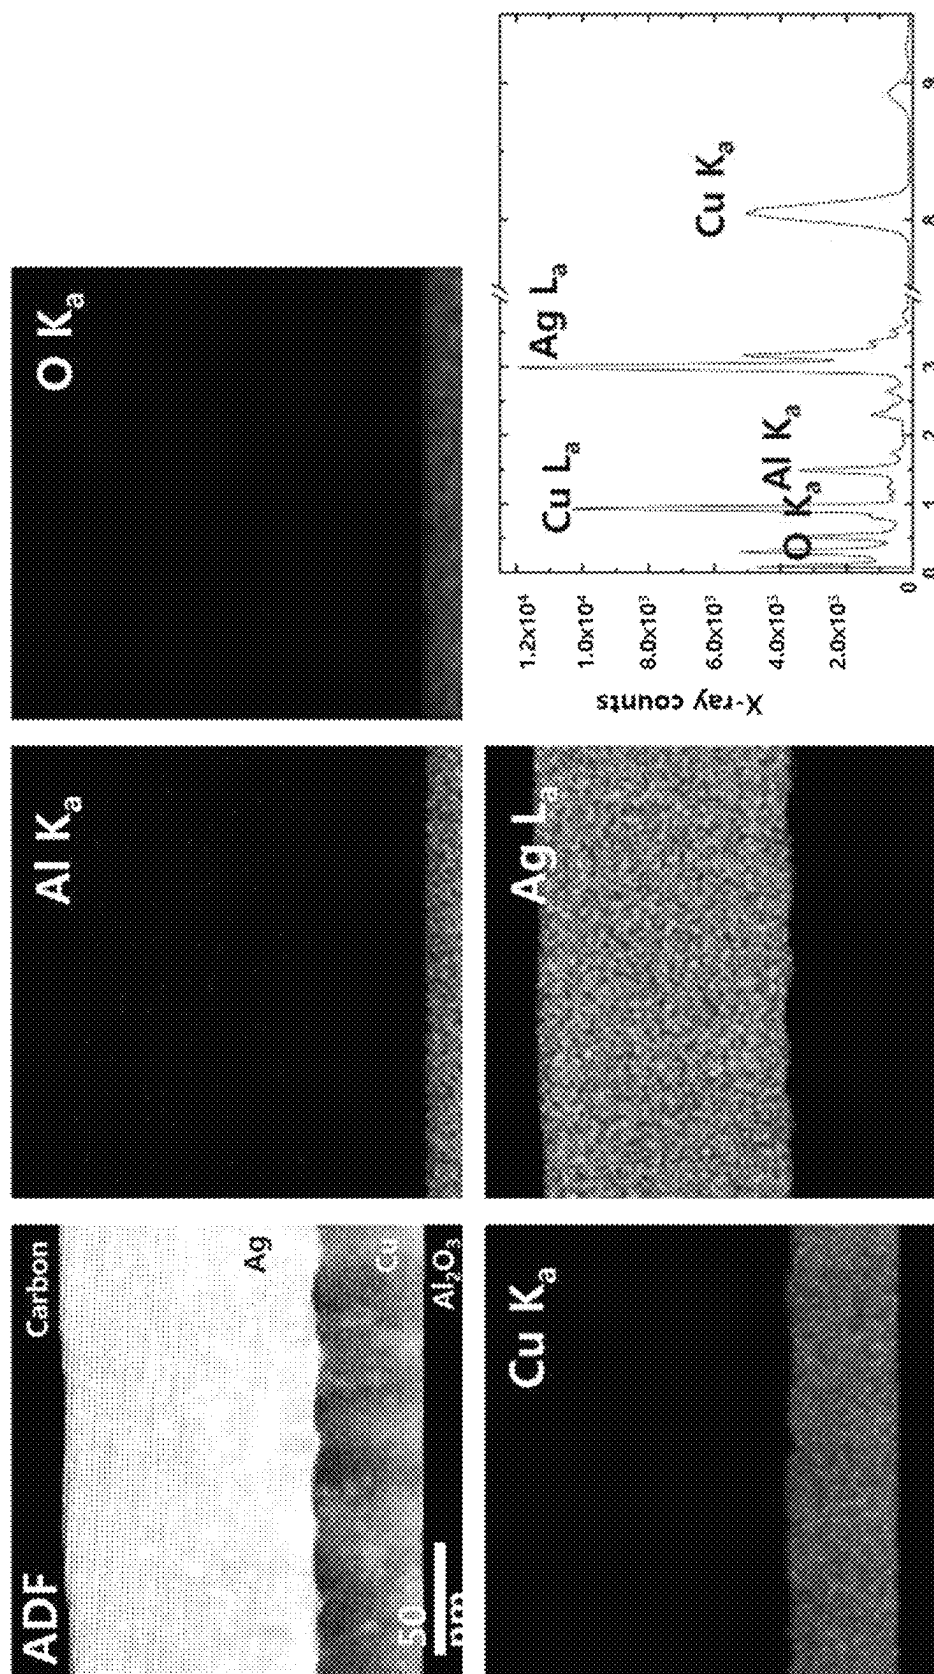 ADF
Carbon
Ag
Cu
Al₂O₃
50
nm
Al Kₐ
O Kₐ
Cu Kₐ
Ag Lₐ
X-ray counts
1.2x10⁴
1.0x10⁴
8.0x10³
6.0x10³
4.0x10³
2.0x10³
0
Cu Lₐ
Ag Lₐ
Cu Kₐ
O Kₐ
Al Kₐ
0 1 2 3 8 9